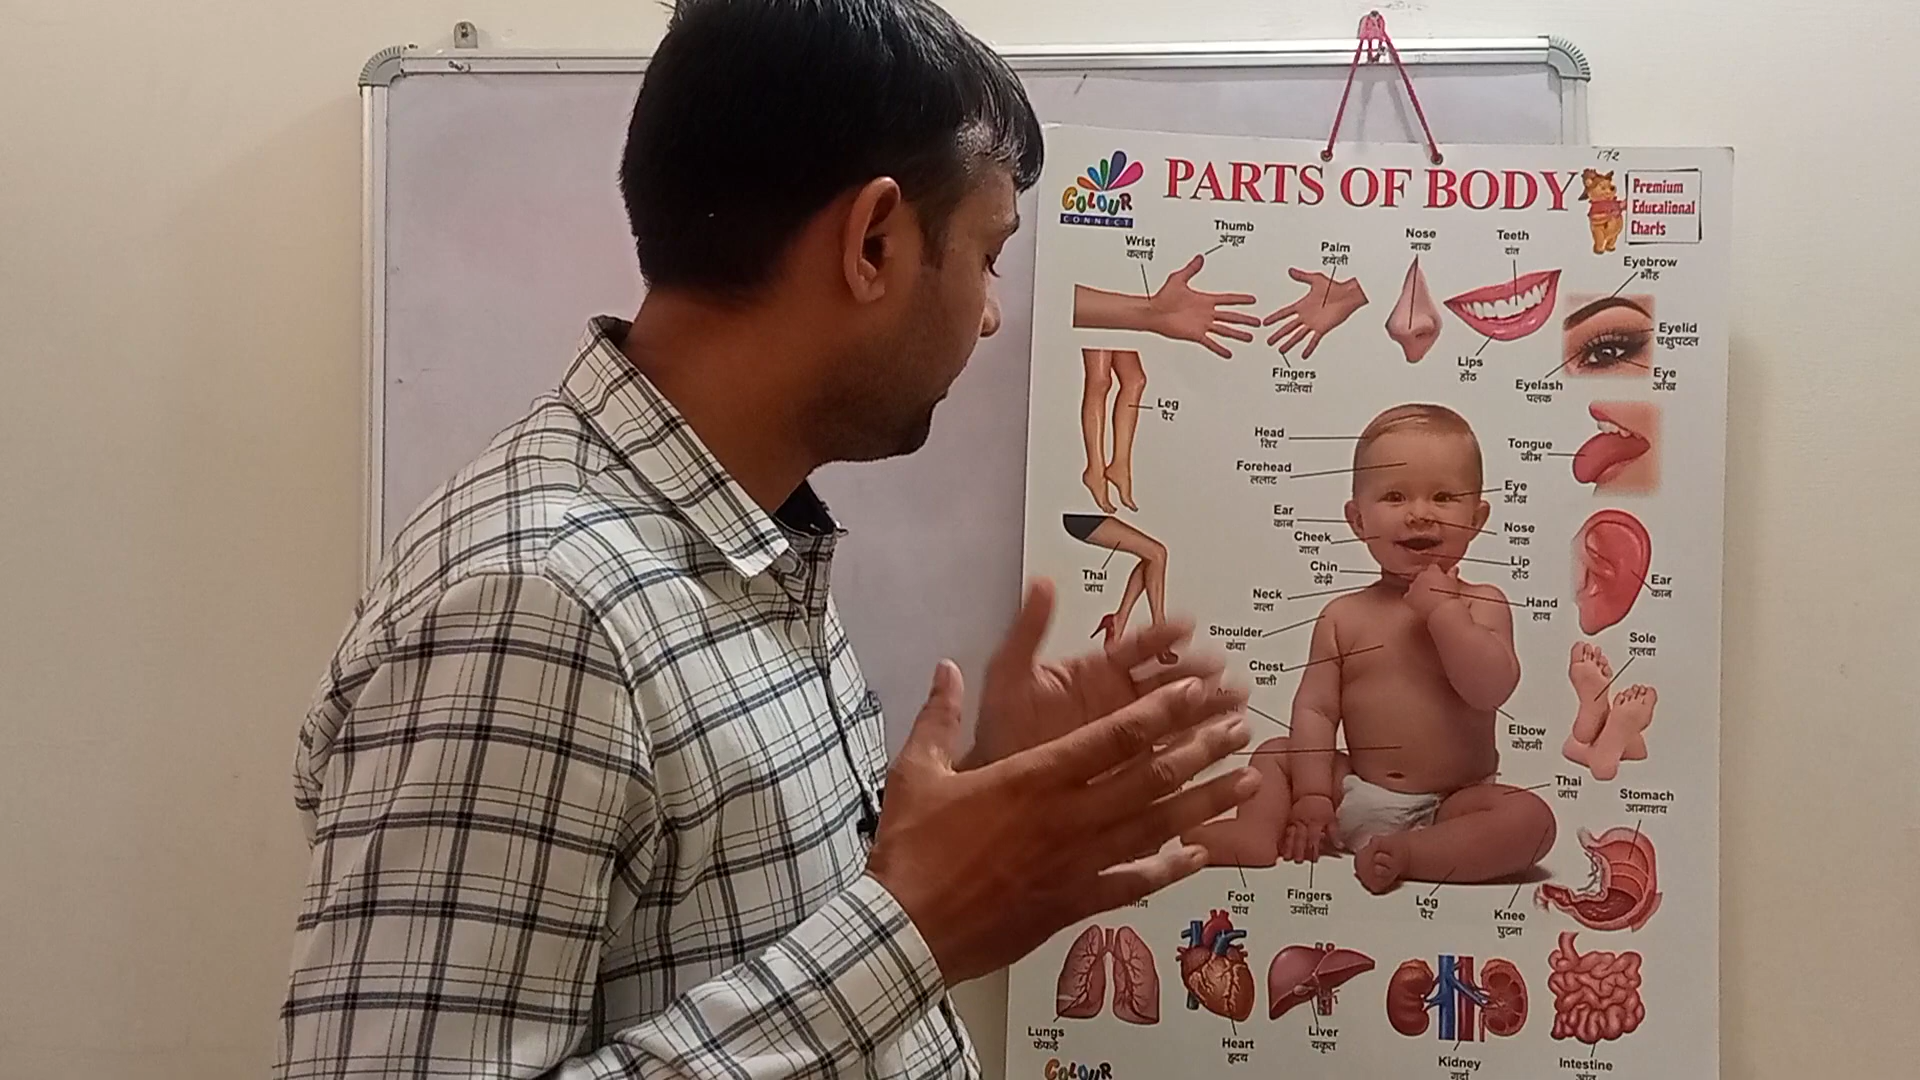 PARTS OF BODY
COLOUR
CONNECT
Premium
Educational
Charts
Wrist
कलाई
Thumb
अंगूठा
Palm
हथेली
Nose
नाक
Teeth
दांत
Eyebrow
भौंह
Eyelid
चक्षुपटल
Eye
आँख
Eyelash
पलक
Lips
होंठ
Fingers
उगंलियां
Leg
पैर
Head
सिर
Forehead
ललाट
Tongue
जीभ
Eye
आँख
Ear
कान
Nose
नाक
Cheek
गाल
Lip
होंठ
Chin
ठोढ़ी
Thai
जांघ
Neck
गला
Hand
हाथ
Ear
कान
Shoulder
कंधा
Sole
तलवा
Chest
छाती
Elbow
कोहनी
Thai
जांघ
Stomach
आमाशय
Foot
पांव
Fingers
उगंलियां
Leg
पैर
Knee
घुटना
Lungs
फेफड़े
Heart
हृदय
Liver
यकृत
Kidney
गुर्दा
Intestine
COLOUR